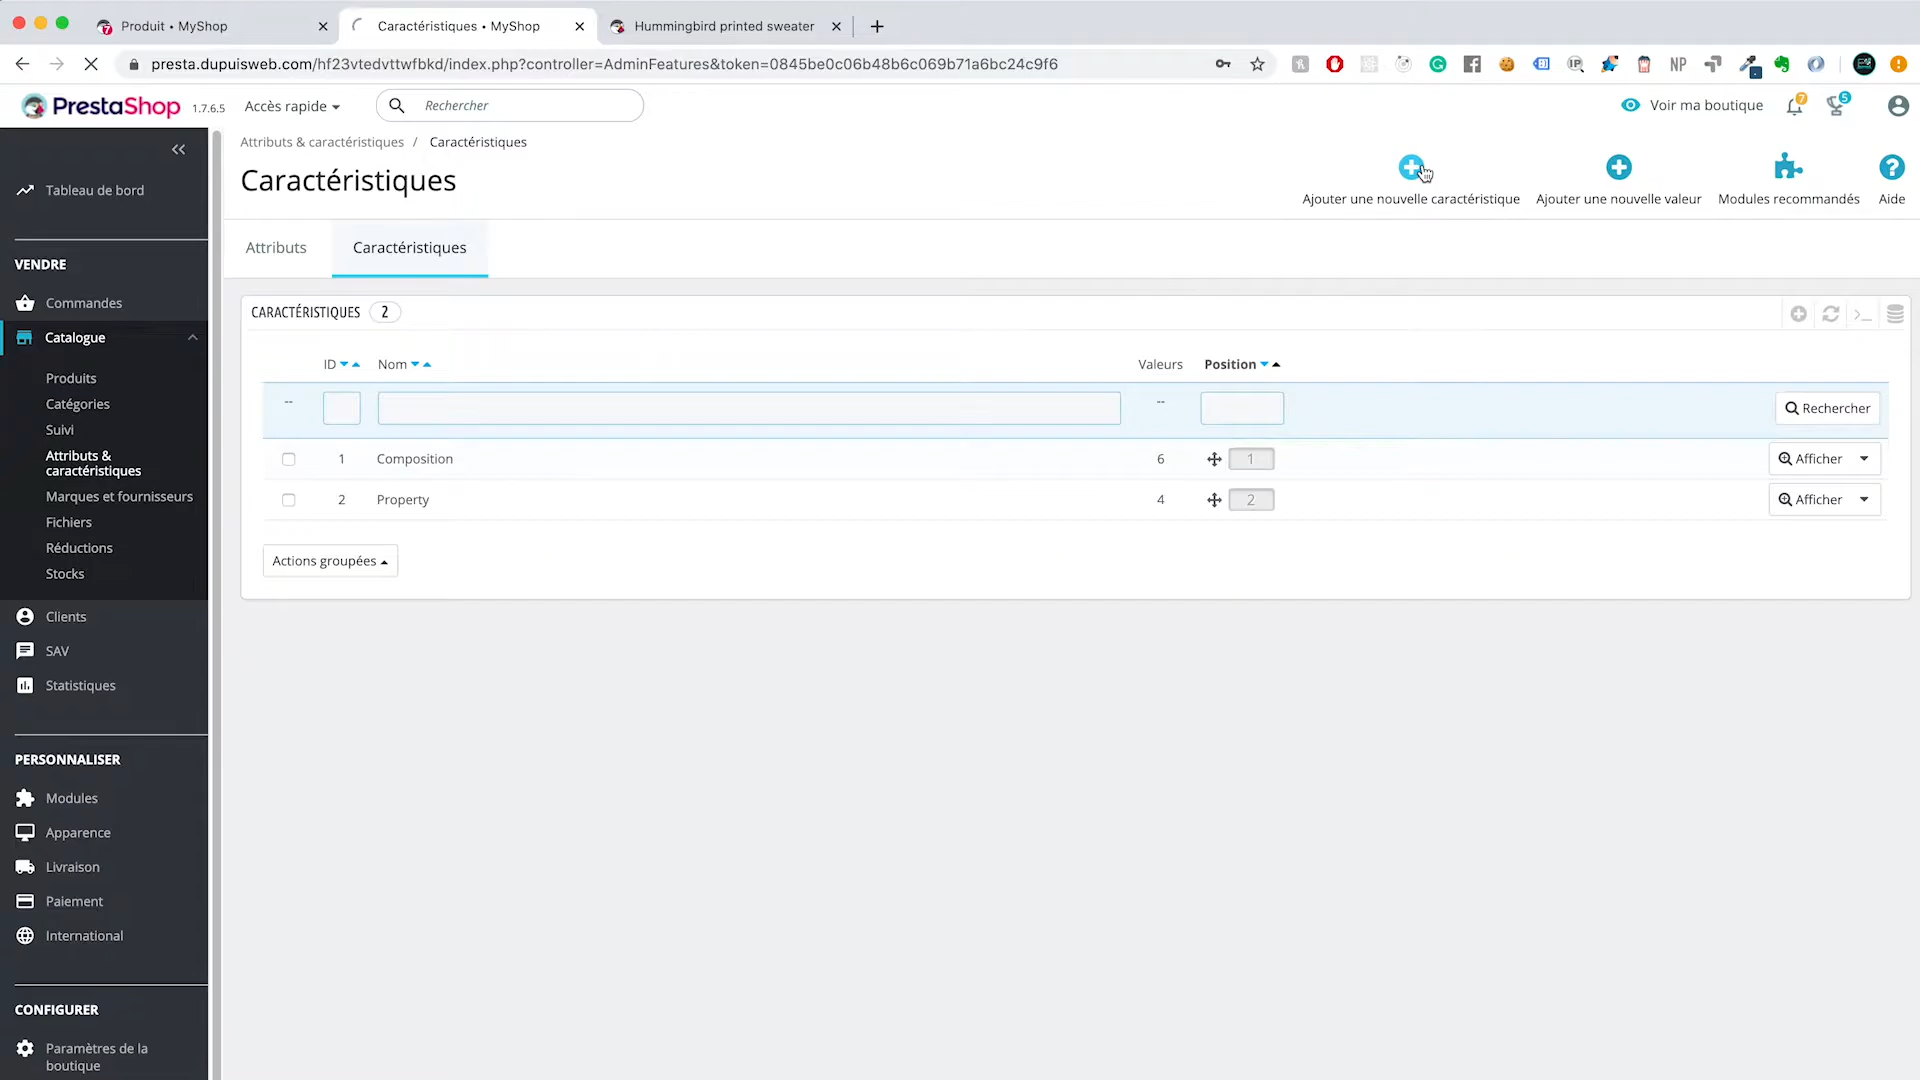 Produit • MyShop
Caractéristiques • MyShop
Hummingbird printed sweater
presta.dupuisweb.com/hf23vtedvttwfbkd/index.php?controller=AdminFeatures&token=0845be0c06b48b6c069b71a6bc24c9f6
NP
PrestaShop 1.7.6.5
Accès rapide
Rechercher
Voir ma boutique
7
5
Attributs & caractéristiques / Caractéristiques
Caractéristiques
Ajouter une nouvelle caractéristique
Ajouter une nouvelle valeur
Modules recommandés
Aide
Attributs
Caractéristiques
Tableau de bord
VENDRE
Commandes
Catalogue
Produits
Catégories
Suivi
Attributs &
caractéristiques
Marques et fournisseurs
Fichiers
Réductions
Stocks
Clients
SAV
Statistiques
PERSONNALISER
Modules
Apparence
Livraison
Paiement
International
CONFIGURER
Paramètres de la
boutique
CARACTÉRISTIQUES 2
ID Nom Valeurs Position
-- -- Rechercher
1 Composition 6 1 Afficher
2 Property 4 2 Afficher
Actions groupées